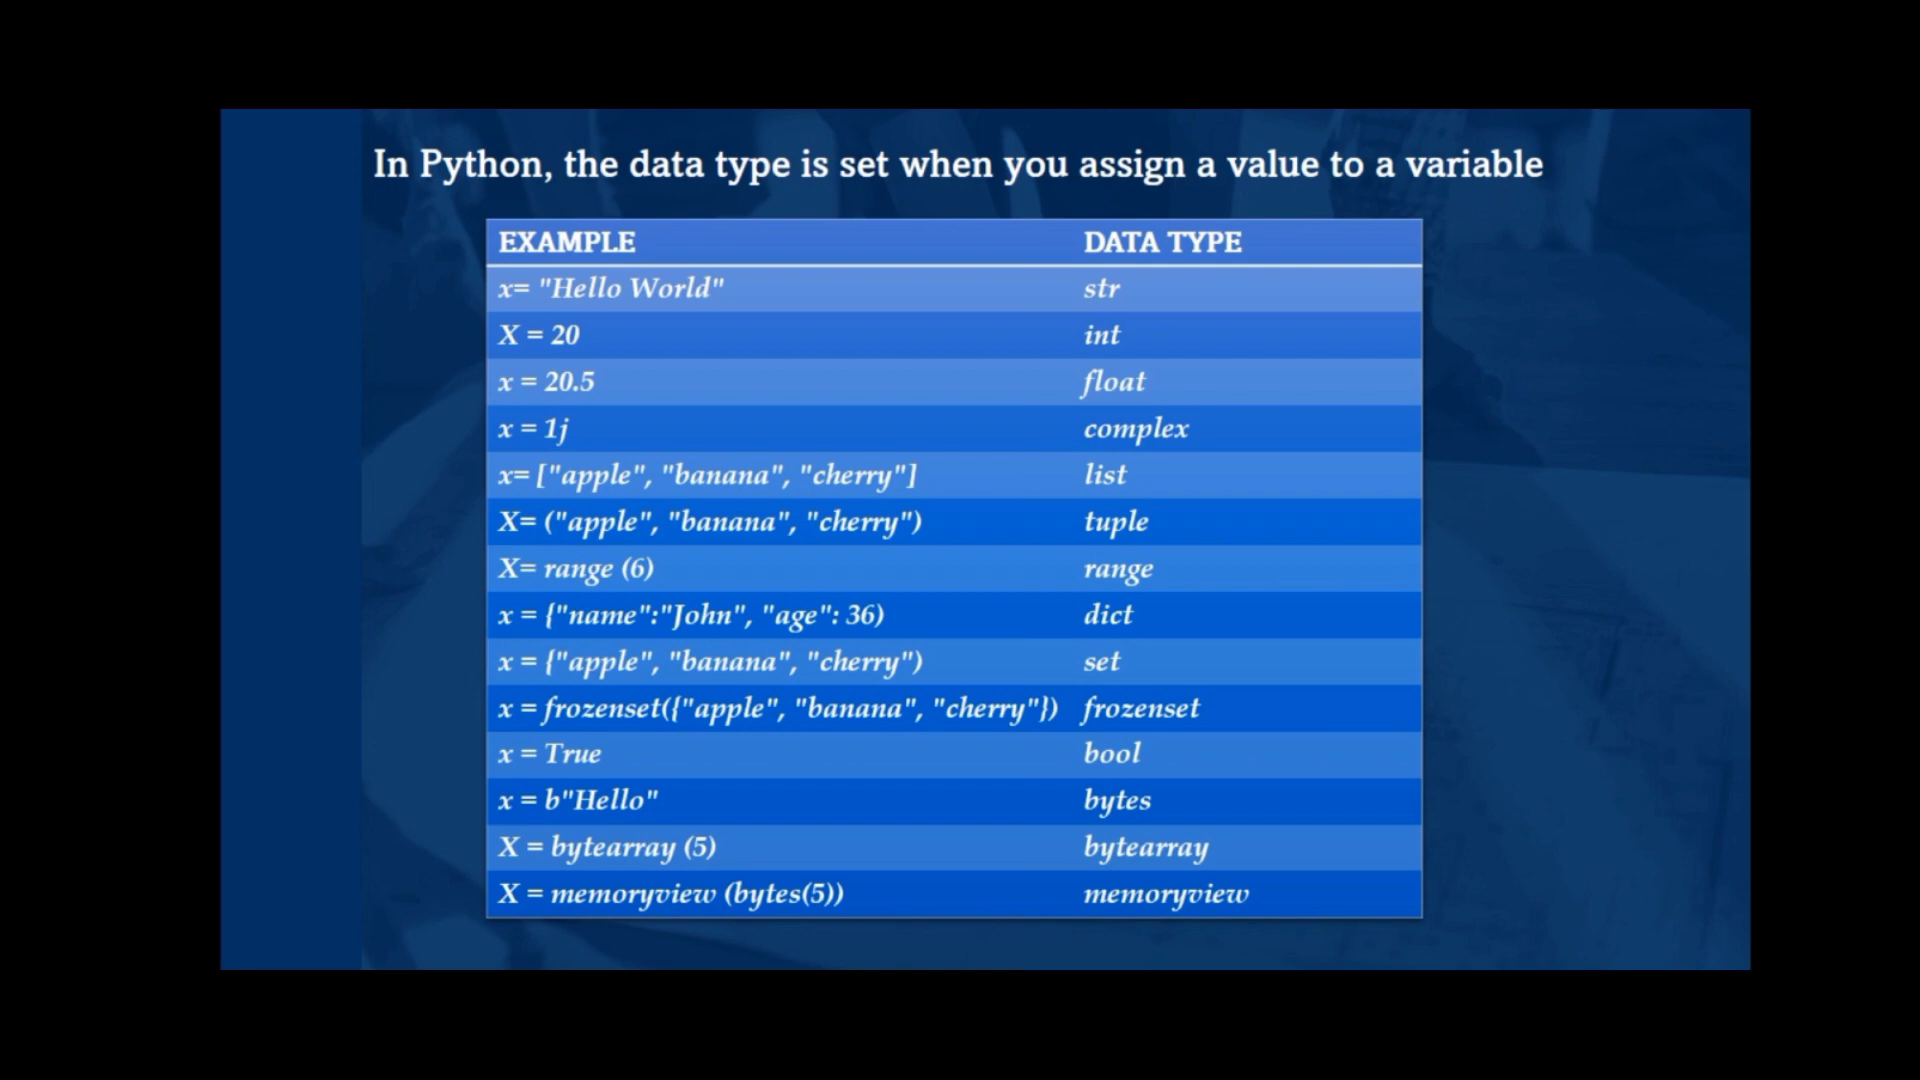 In Python, the data type is set when you assign a value to a variable
EXAMPLE DATA TYPE
x= "Hello World" str
X = 20 int
x = 20.5 float
x = 1j complex
x= ["apple", "banana", "cherry"] list
X= ("apple", "banana", "cherry") tuple
X= range (6) range
x = {"name":"John", "age": 36) dict
x = {"apple", "banana", "cherry") set
x = frozenset({"apple", "banana", "cherry"}) frozenset
x = True bool
x = b"Hello" bytes
X = bytearray (5) bytearray
X = memoryview (bytes(5)) memoryview